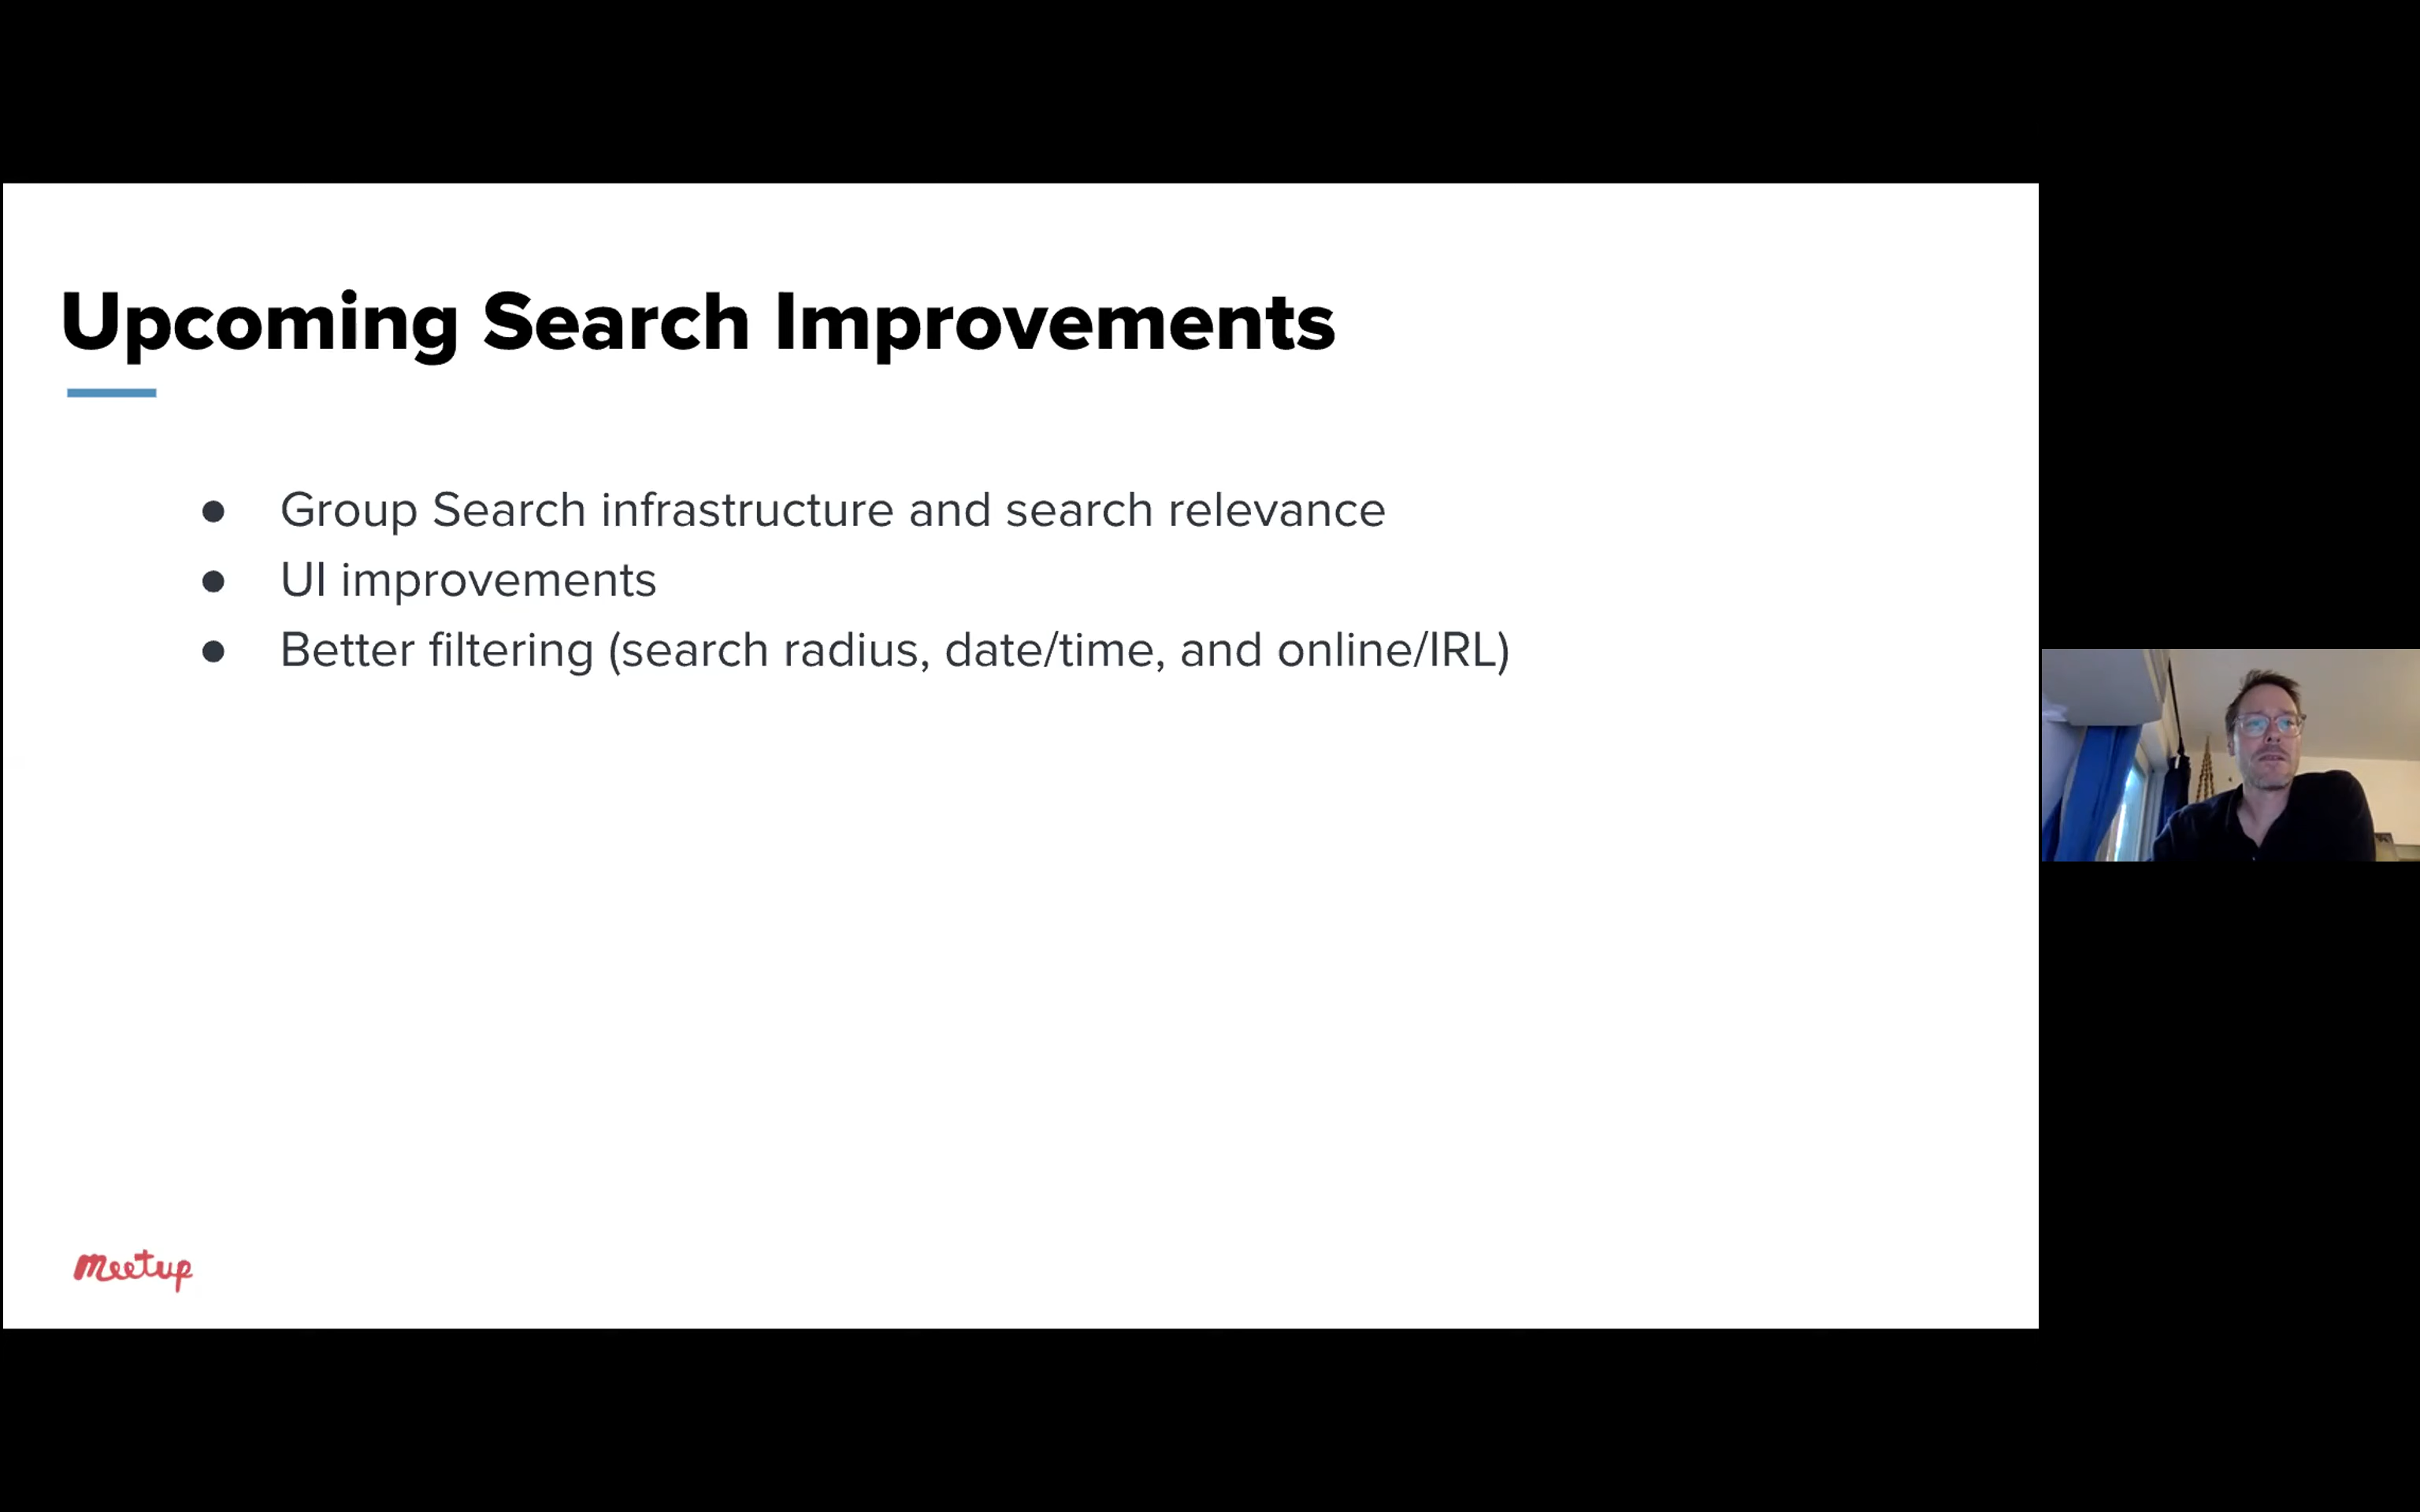 Upcoming Search Improvements
● Group Search infrastructure and search relevance
● UI improvements
● Better filtering (search radius, date/time, and online/IRL)
meetup